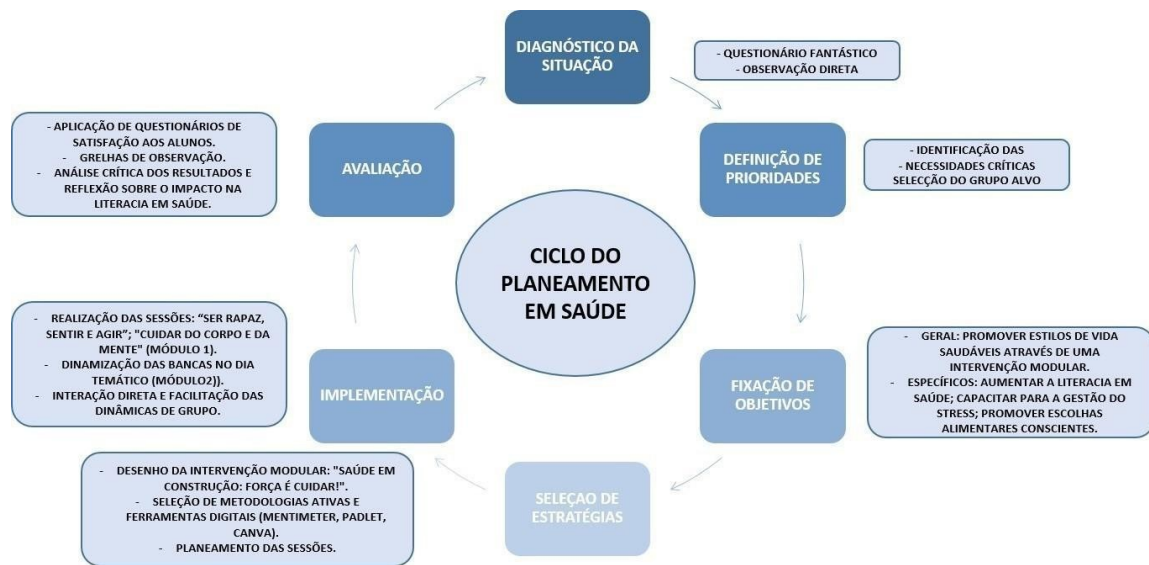 DIAGNÓSTICO DA
SITUAÇÃO
- QUESTIONÁRIO FANTÁSTICO
- OBSERVAÇÃO DIRETA
DEFINIÇÃO DE
PRIORIDADES
- IDENTIFICAÇÃO DAS
- NECESSIDADES CRÍTICAS
SELECÇÃO DO GRUPO ALVO
FIXAÇÃO DE
OBJETIVOS
- GERAL: PROMOVER ESTILOS DE VIDA
SAUDÁVEIS ATRAVÉS DE UMA
INTERVENÇÃO MODULAR.
- ESPECÍFICOS: AUMENTAR A LITERACIA EM
SAÚDE; CAPACITAR PARA A GESTÃO DO
STRESS; PROMOVER ESCOLHAS
ALIMENTARES CONSCIENTES.
SELEÇAO DE
ESTRATÉGIAS
- DESENHO DA INTERVENÇÃO MODULAR: "SAÚDE EM
CONSTRUÇÃO: FORÇA É CUIDAR!".
- SELEÇÃO DE METODOLOGIAS ATIVAS E
FERRAMENTAS DIGITAIS (MENTIMETER, PADLET,
CANVA).
- PLANEAMENTO DAS SESSÕES.
IMPLEMENTAÇÃO
- REALIZAÇÃO DAS SESSÕES: “SER RAPAZ,
SENTIR E AGIR”; "CUIDAR DO CORPO E DA
MENTE" (MÓDULO 1).
- DINAMIZAÇÃO DAS BANCAS NO DIA
TEMÁTICO (MÓDULO2)).
- INTERAÇÃO DIRETA E FACILITAÇÃO DAS
DINÂMICAS DE GRUPO.
AVALIAÇÃO
- APLICAÇÃO DE QUESTIONÁRIOS DE
SATISFAÇÃO AOS ALUNOS.
- GRELHAS DE OBSERVAÇÃO.
- ANÁLISE CRÍTICA DOS RESULTADOS E
REFLEXÃO SOBRE O IMPACTO NA
LITERACIA EM SAÚDE.
CICLO DO
PLANEAMENTO
EM SAÚDE